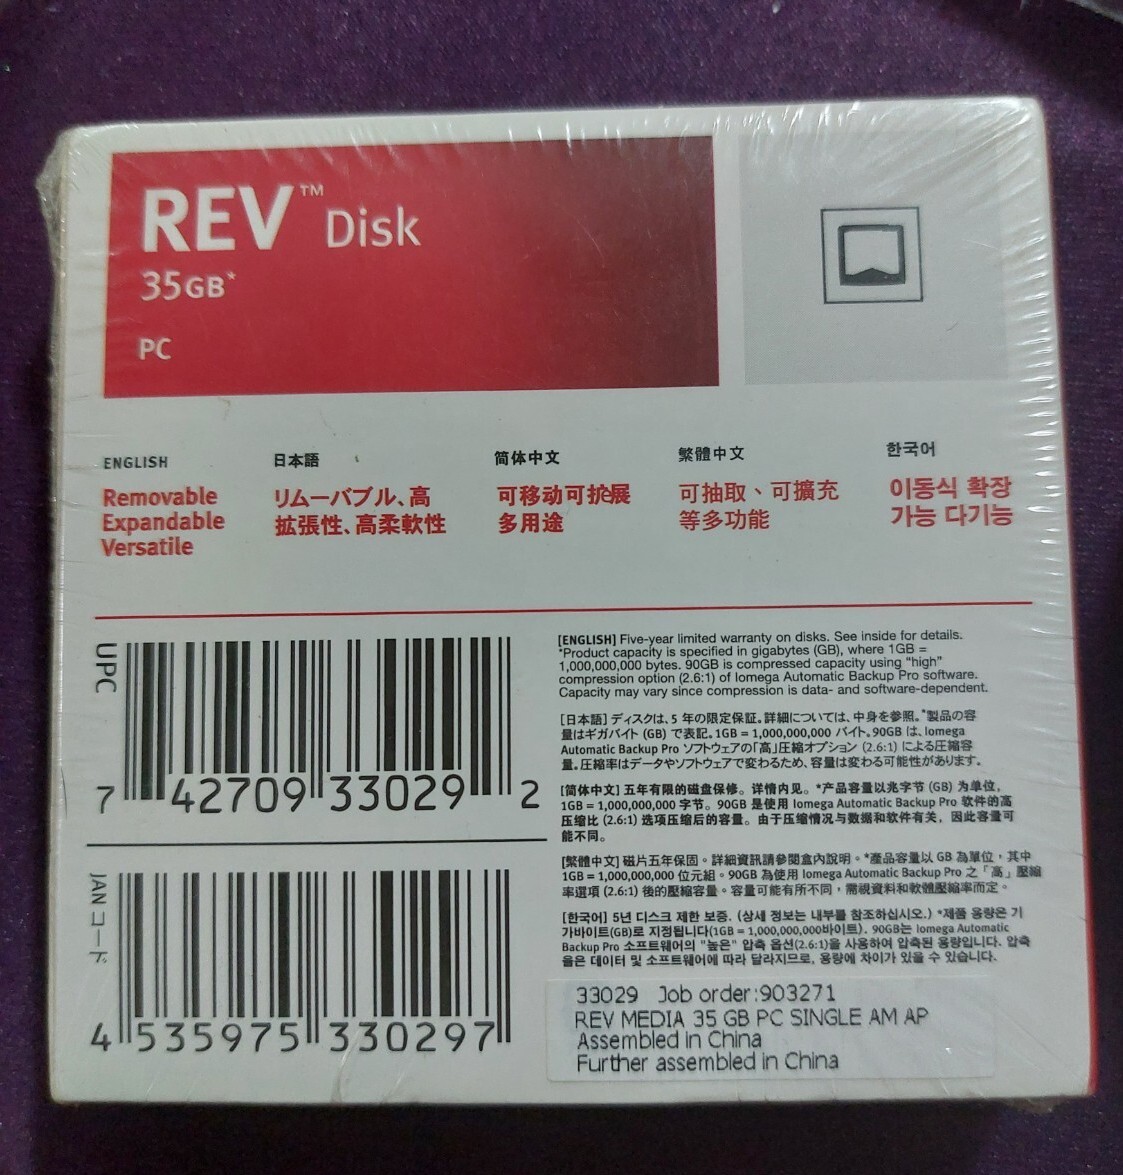 REV™ Disk
35GB*
PC
ENGLISH
Removable
Expandable
Versatile
日本語
リムーバブル、高
拡張性、高柔軟性
简体中文
可移动可扩展
多用途
繁體中文
可抽取、可擴充
等多功能
한국어
이동식 확장
가능 다기능
UPC
7 42709 33029 2
JANコード
4 535975 330297
[ENGLISH] Five-year limited warranty on disks. See inside for details.
*Product capacity is specified in gigabytes (GB), where 1GB =
1,000,000,000 bytes. 90GB is compressed capacity using "high"
compression option (2.6:1) of Iomega Automatic Backup Pro software.
Capacity may vary since compression is data- and software-dependent.
[日本語] ディスクは、5 年の限定保証。詳細については、中身を参照。*製品の容
量はギガバイト (GB) で表記。1GB = 1,000,000,000 バイト。90GB は、Iomega
Automatic Backup Pro ソフトウェアの「高」圧縮オプション (2.6:1) による圧縮容
量。圧縮率はデータやソフトウェアで変わるため、容量は変わる可能性があります。
[简体中文] 五年有限的磁盘保修。详情内见。*产品容量以兆字节 (GB) 为单位，
1GB = 1,000,000,000 字节。90GB 是使用 Iomega Automatic Backup Pro 软件的高
压缩比 (2.6:1) 选项压缩后的容量。由于压缩情况与数据和软件有关，因此容量可
能不同。
[繁體中文] 磁片五年保固。詳細資訊請參閱盒內說明。*產品容量以 GB 為單位，其中
1GB = 1,000,000,000 位元組。90GB 為使用 Iomega Automatic Backup Pro 之「高」壓縮
率選項 (2.6:1) 後的壓縮容量。容量可能有所不同，需視資料和軟體壓縮率而定。
[한국어] 5년 디스크 제한 보증. (상세 정보는 내부를 참조하십시오.) *제품 용량은 기
가바이트(GB)로 지정됩니다(1GB = 1,000,000,000바이트). 90GB는 Iomega Automatic
Backup Pro 소프트웨어의 "높은" 압축 옵션(2.6:1)을 사용하여 압축된 용량입니다. 압축
율은 데이터 및 소프트웨어에 따라 달라지므로, 용량에 차이가 있을 수 있습니다.
33029 Job order:903271
REV MEDIA 35 GB PC SINGLE AM AP
Assembled in China
Further assembled in China